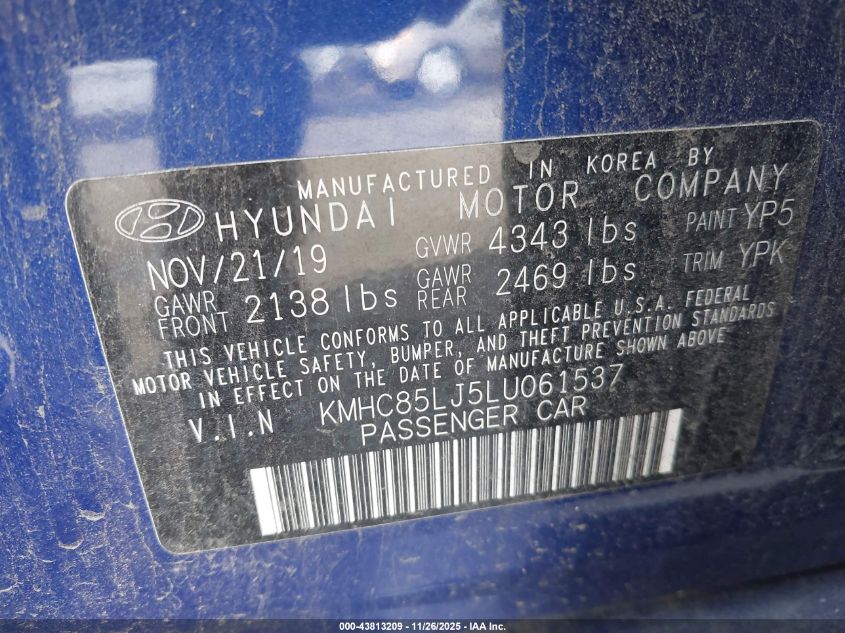 MANUFACTURED IN KOREA BY
HYUNDAI MOTOR COMPANY
NOV/21/19 GVWR 4343 lbs PAINT YP5
GAWR FRONT 2138 lbs GAWR REAR 2469 lbs TRIM YPK
THIS VEHICLE CONFORMS TO ALL APPLICABLE U.S.A. FEDERAL
MOTOR VEHICLE SAFETY, BUMPER, AND THEFT PREVENTION STANDARDS
IN EFFECT ON THE DATE OF MANUFACTURE SHOWN ABOVE
V.I.N KMHC85LJ5LU061537
PASSENGER CAR
000-43813209 - 11/26/2025 - IAA Inc.